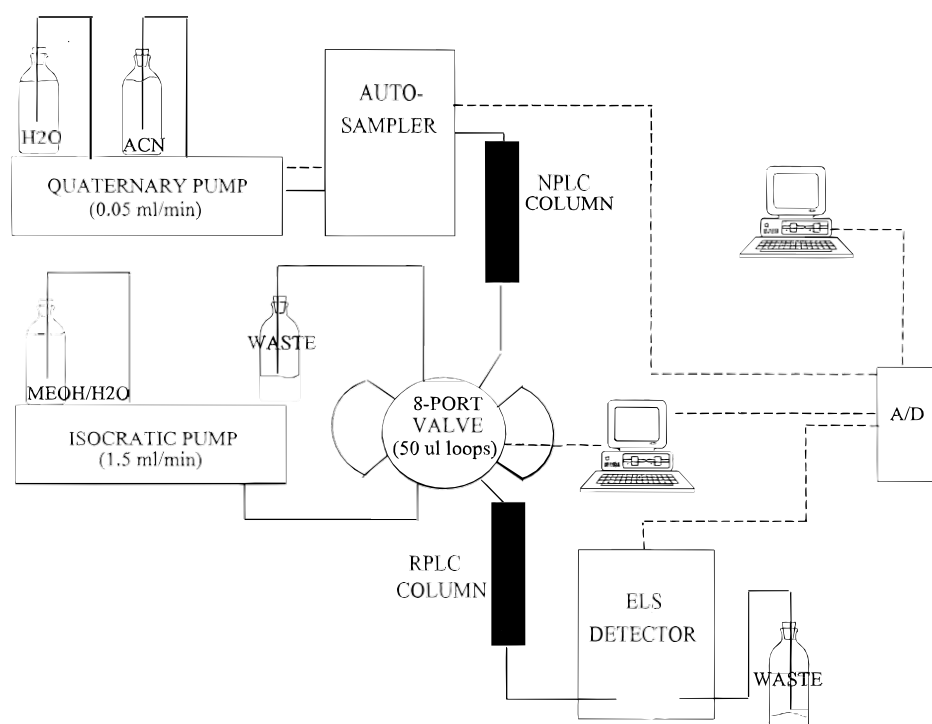 H2O
ACN
QUATERNARY PUMP
(0.05 ml/min)
AUTO-
SAMPLER
NPLC
COLUMN
MEOH/H2O
ISOCRATIC PUMP
(1.5 ml/min)
WASTE
8-PORT
VALVE
(50 ul loops)
A/D
RPLC
COLUMN
ELS
DETECTOR
WASTE